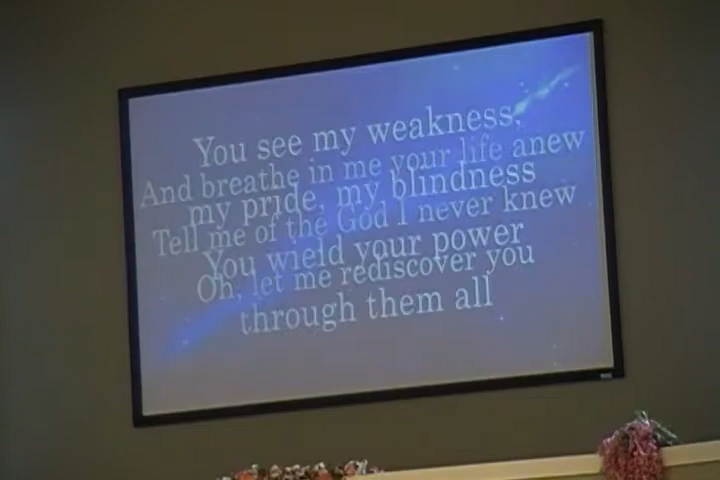 You see my weakness,
And breathe in me your life anew
my pride, my blindness
Tell me of the God I never knew
You wield your power
Oh, let me rediscover you
through them all